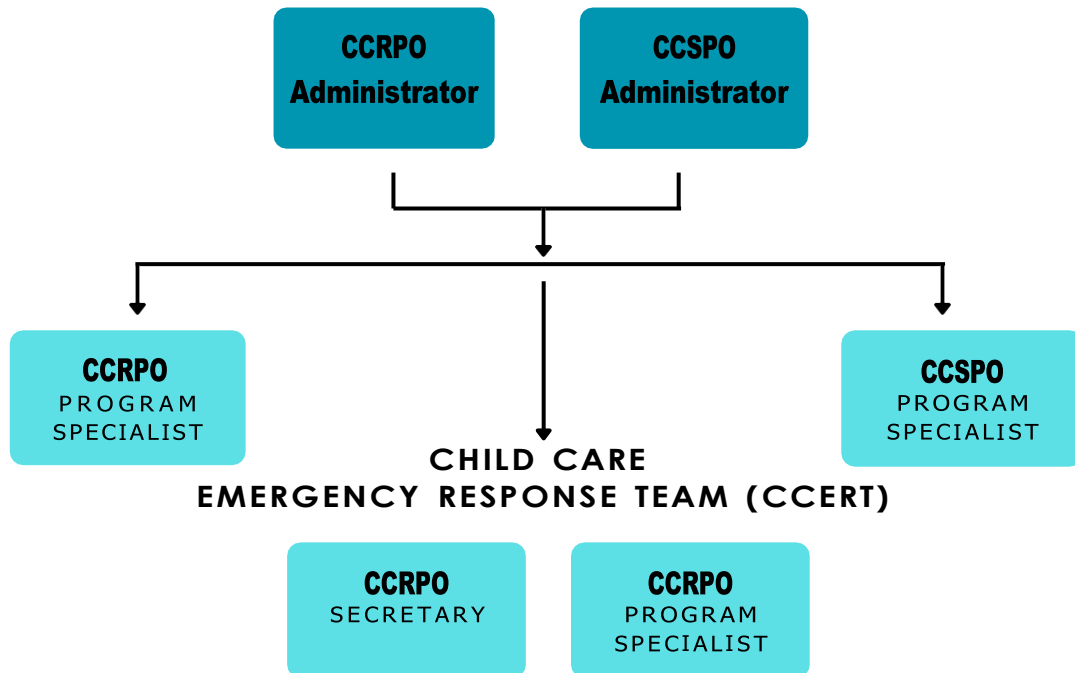 CCRPO
Administrator
CCSPO
Administrator
CCRPO
PROGRAM
SPECIALIST
CCSPO
PROGRAM
SPECIALIST
CHILD CARE
EMERGENCY RESPONSE TEAM (CCERT)
CCRPO
SECRETARY
CCRPO
PROGRAM
SPECIALIST